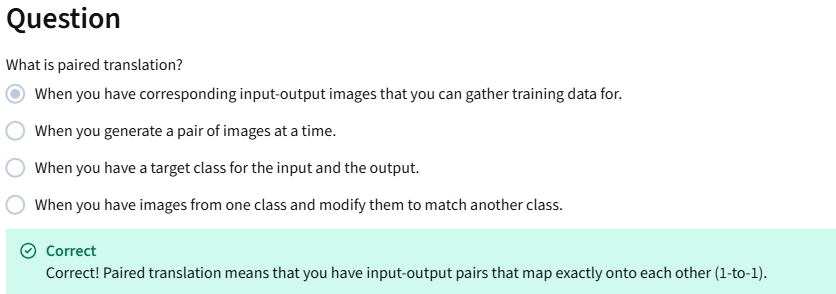 Question
What is paired translation?
When you have corresponding input-output images that you can gather training data for.
When you generate a pair of images at a time.
When you have a target class for the input and the output.
When you have images from one class and modify them to match another class.
Correct
Correct! Paired translation means that you have input-output pairs that map exactly onto each other (1-to-1).